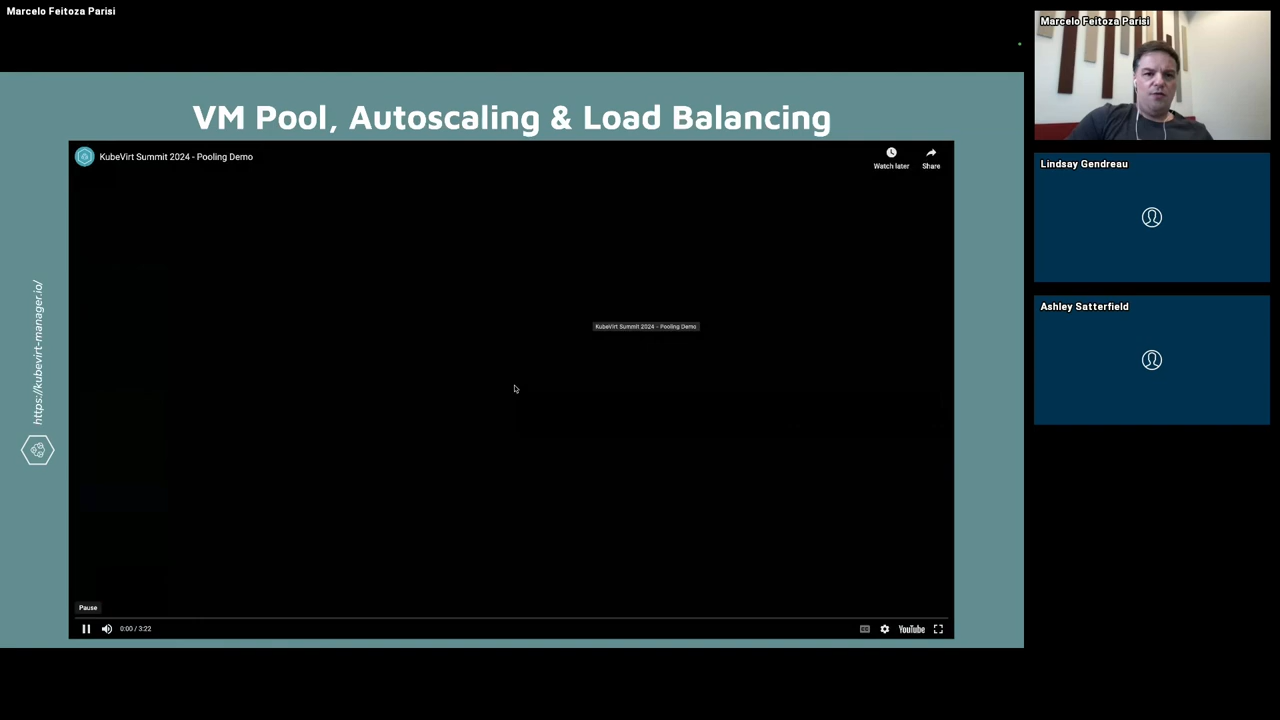 Marcelo Feitoza Parisi
Marcelo Feitoza Parisi
VM Pool, Autoscaling & Load Balancing
KubeVirt Summit 2024 - Pooling Demo
Watch later
Share
Lindsay Gendreau
https://kubevirt-manager.io/
Ashley Satterfield
KubeVirt Summit 2024 - Pooling Demo
Pause
0:00 / 3:22
CC
YouTube